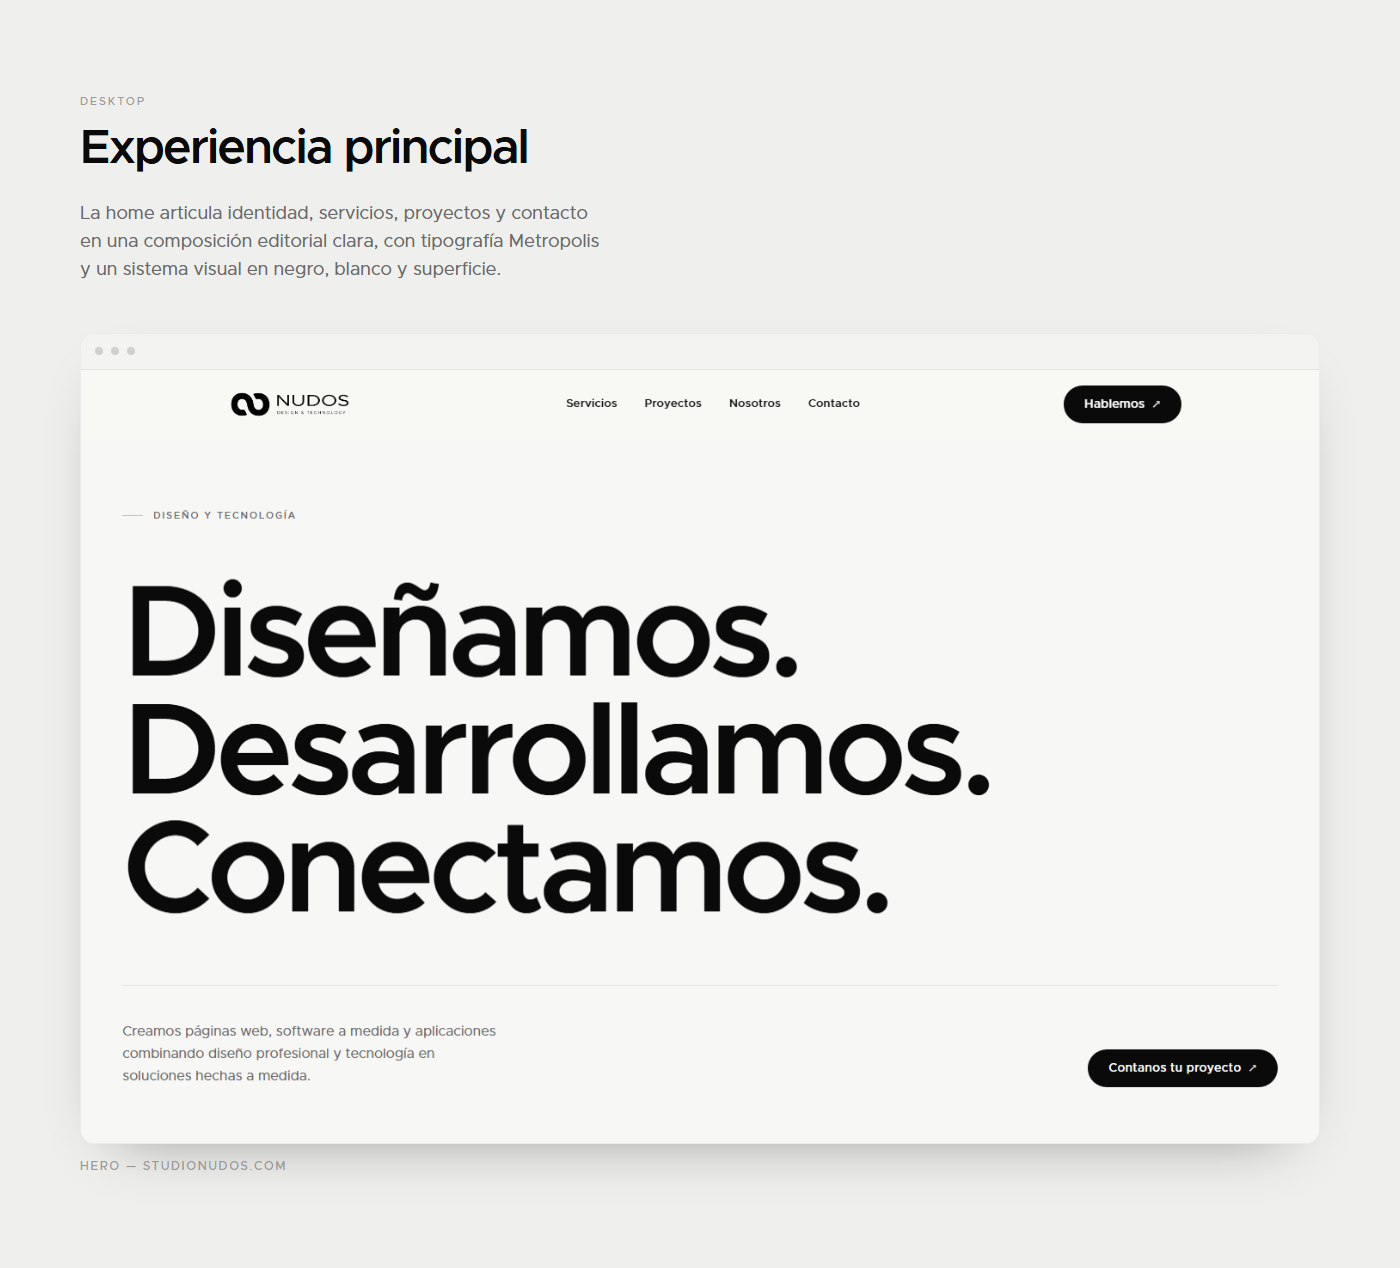 DESKTOP
Experiencia principal
La home articula identidad, servicios, proyectos y contacto
en una composición editorial clara, con tipografía Metropolis
y un sistema visual en negro, blanco y superficie.
NUDOS
DESIGN & TECHNOLOGY
Servicios Proyectos Nosotros Contacto
Hablemos ↗
DISEÑO Y TECNOLOGÍA
Diseñamos.
Desarrollamos.
Conectamos.
Creamos páginas web, software a medida y aplicaciones
combinando diseño profesional y tecnología en
soluciones hechas a medida.
Contanos tu proyecto ↗
HERO — STUDIONUDOS.COM